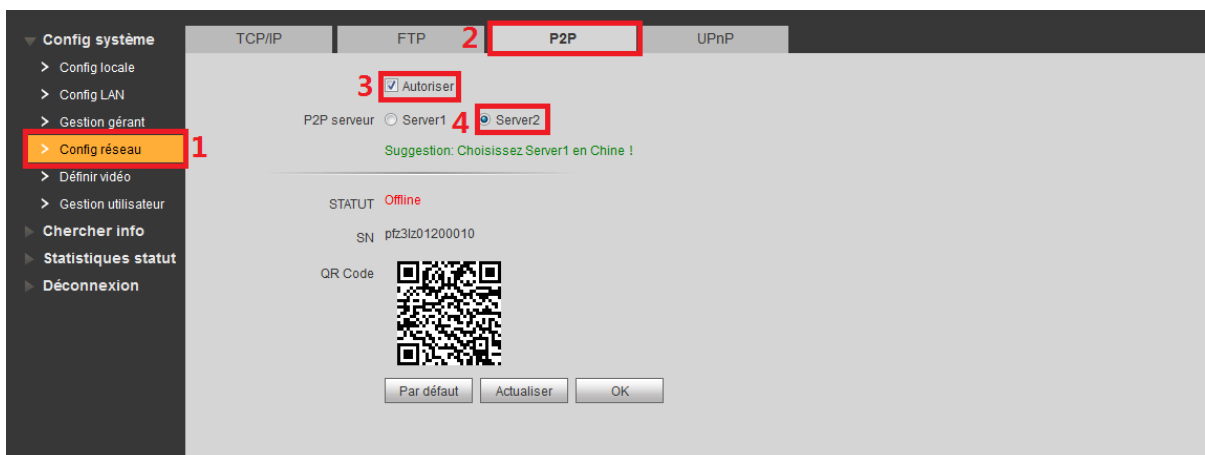 Config système
> Config locale
> Config LAN
> Gestion gérant
> Config réseau
1
> Définir vidéo
> Gestion utilisateur
Chercher info
Statistiques statut
Déconnexion
TCP/IP
FTP
2
P2P
UPnP
3
Autoriser
P2P serveur
Server1
4
Server2
Suggestion: Choisissez Server1 en Chine !
STATUT Offline
SN pfz3lz01200010
QR Code
Par défaut
Actualiser
OK